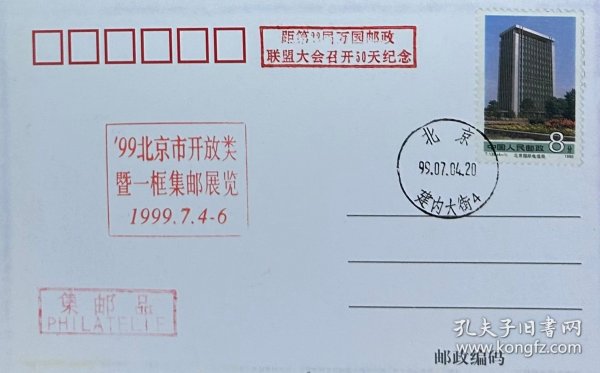 距第22届万国邮政
联盟大会召开50天纪念
8分
中国人民邮政
'99北京市开放类
暨一框集邮展览
1999.7.4-6
北京
99.07.04.20
建内大街4
集邮品
PHILATELIE
邮政编码
孔夫子旧书网
www.kongfz.com